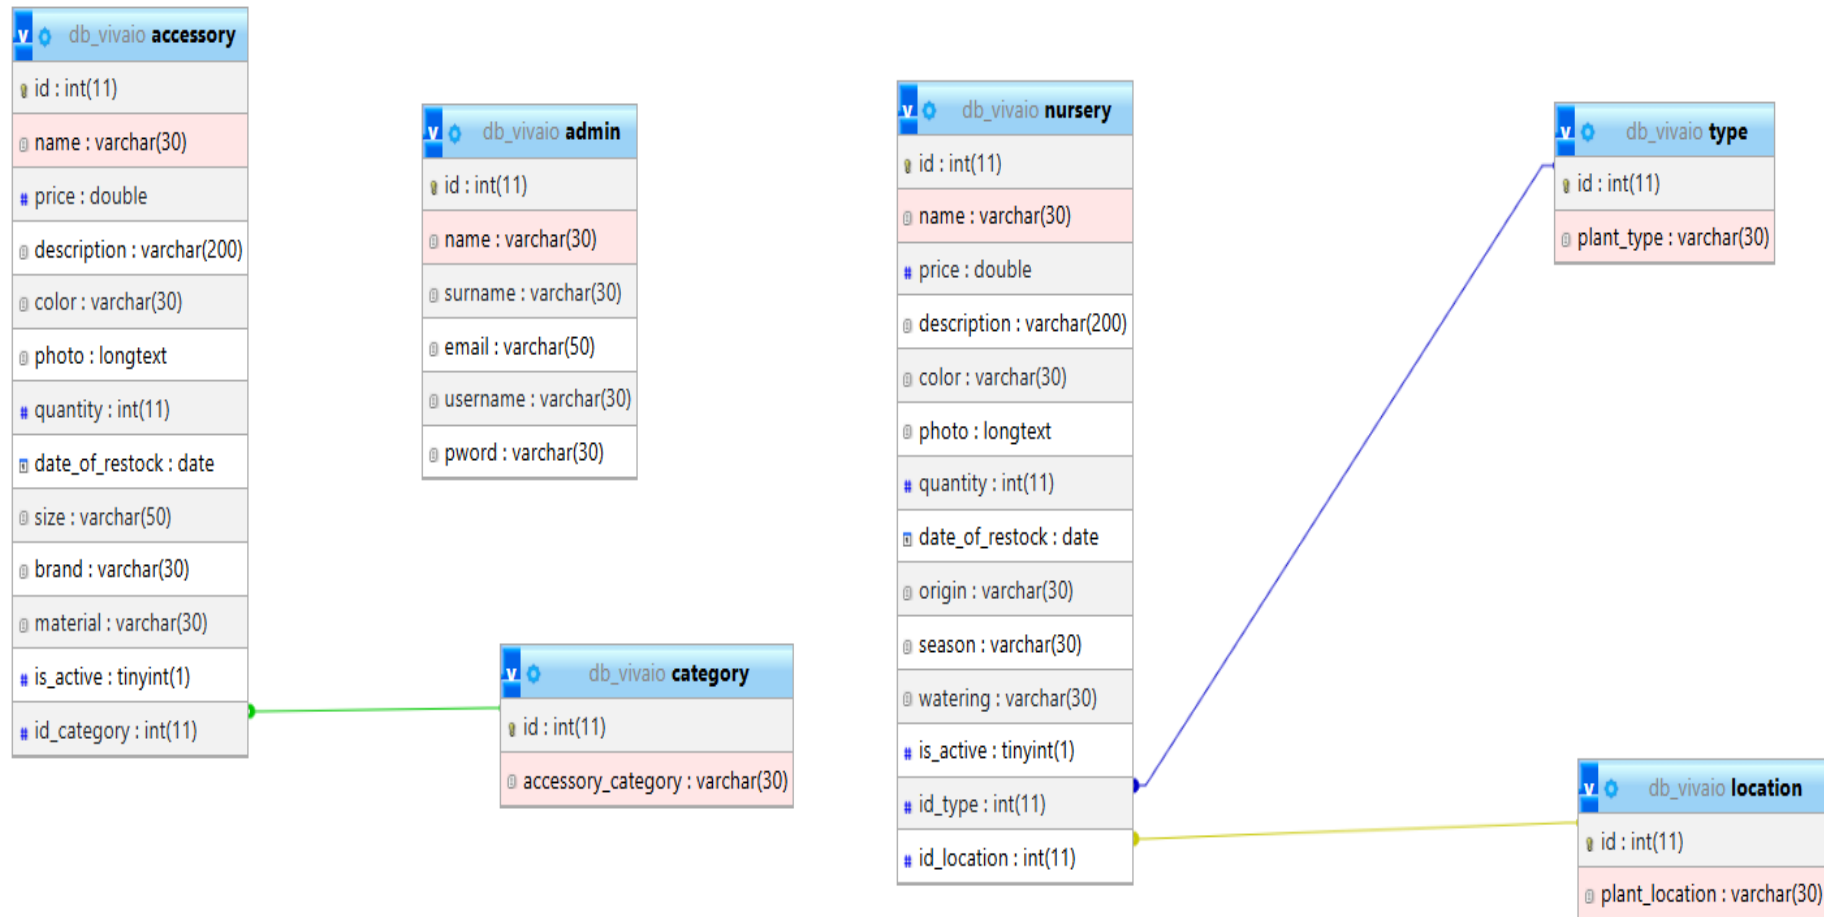 db_vivaio accessory
id : int(11)
name : varchar(30)
price : double
description : varchar(200)
color : varchar(30)
photo : longtext
quantity : int(11)
date_of_restock : date
size : varchar(50)
brand : varchar(30)
material : varchar(30)
is_active : tinyint(1)
id_category : int(11)
db_vivaio admin
id : int(11)
name : varchar(30)
surname : varchar(30)
email : varchar(50)
username : varchar(30)
pword : varchar(30)
db_vivaio category
id : int(11)
accessory_category : varchar(30)
db_vivaio nursery
id : int(11)
name : varchar(30)
price : double
description : varchar(200)
color : varchar(30)
photo : longtext
quantity : int(11)
date_of_restock : date
origin : varchar(30)
season : varchar(30)
watering : varchar(30)
is_active : tinyint(1)
id_type : int(11)
id_location : int(11)
db_vivaio type
id : int(11)
plant_type : varchar(30)
db_vivaio location
id : int(11)
plant_location : varchar(30)